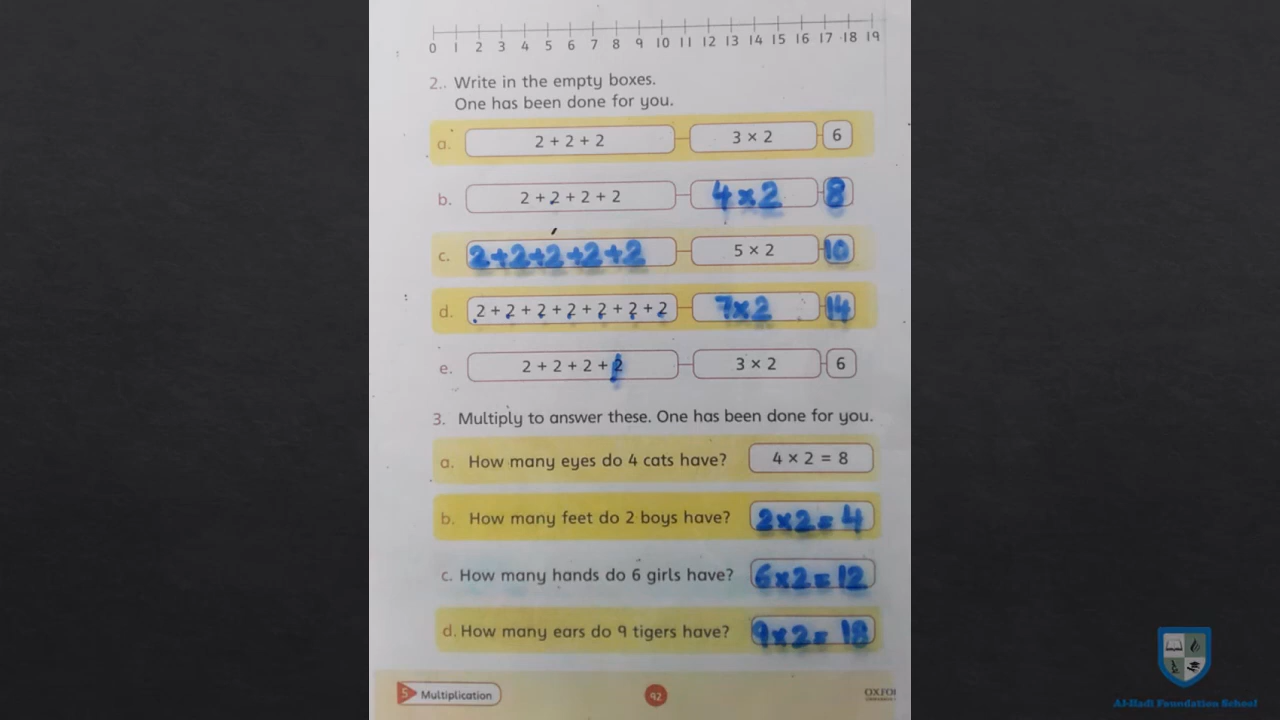 0 1 2 3 4 5 6 7 8 9 10 11 12 13 14 15 16 17 18 19
2.. Write in the empty boxes.
One has been done for you.
a. 2 + 2 + 2 3 × 2 6
b. 2 + 2 + 2 + 2 4 × 2 8
c. 2+2+2+2+2 5 × 2 10
d. 2 + 2 + 2 + 2 + 2 + 2 + 2 7×2 14
e. 2 + 2 + 2 + 2 3 × 2 6
3. Multiply to answer these. One has been done for you.
a. How many eyes do 4 cats have? 4 × 2 = 8
b. How many feet do 2 boys have? 2×2= 4
c. How many hands do 6 girls have? 6×2= 12
d. How many ears do 9 tigers have? 9×2= 18
5 Multiplication 92 OXFO
Al-Hadi Foundation School